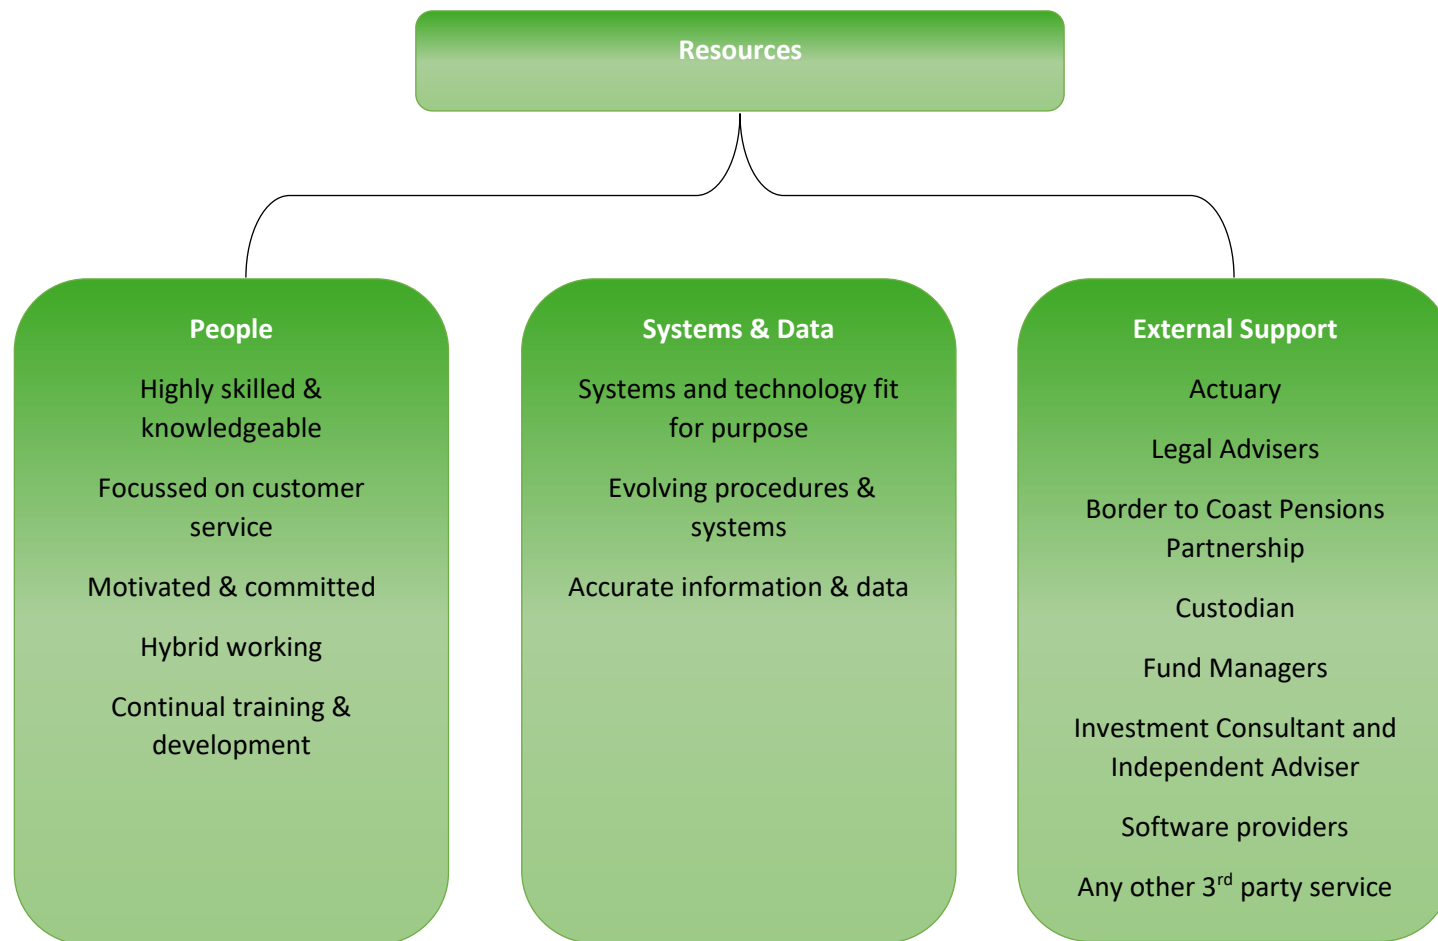 Resources
People
Highly skilled &
knowledgeable
Focussed on customer
service
Motivated & committed
Hybrid working
Continual training &
development
Systems & Data
Systems and technology fit
for purpose
Evolving procedures &
systems
Accurate information & data
External Support
Actuary
Legal Advisers
Border to Coast Pensions
Partnership
Custodian
Fund Managers
Investment Consultant and
Independent Adviser
Software providers
Any other 3rd party service